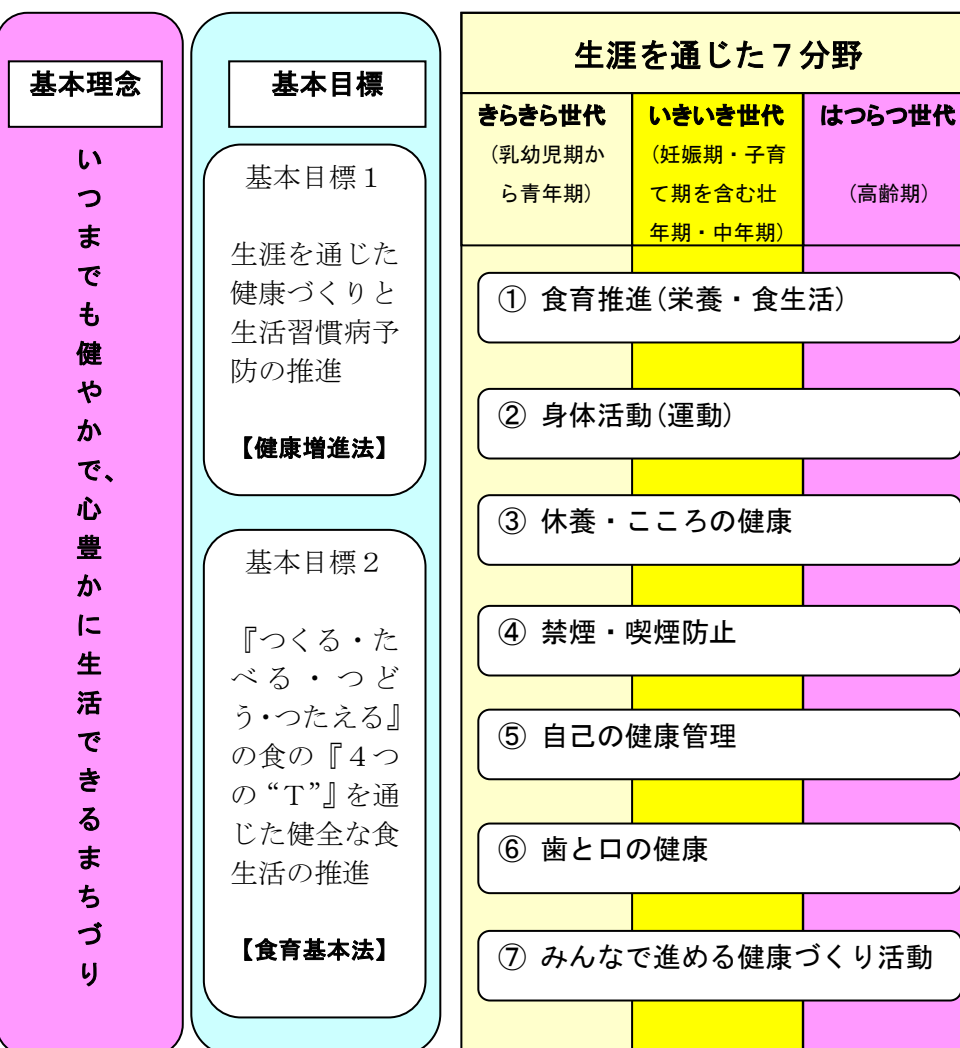 基本理念
いつまでも健やかで、心豊かに生活できるまちづくり
基本目標
基本目標１
生涯を通じた
健康づくりと
生活習慣病予
防の推進
【健康増進法】
基本目標２
『つくる・た
べる・つど
う・つたえる』
の食の『４つ
の“Ｔ”』を通
じた健全な食
生活の推進
【食育基本法】
生涯を通じた７分野
きらきら世代
（乳幼児期か
ら青年期）
いきいき世代
（妊娠期・子育
て期を含む壮
年期・中年期）
はつらつ世代
（高齢期）
① 食育推進(栄養・食生活)
② 身体活動(運動)
③ 休養・こころの健康
④ 禁煙・喫煙防止
⑤ 自己の健康管理
⑥ 歯と口の健康
⑦ みんなで進める健康づくり活動